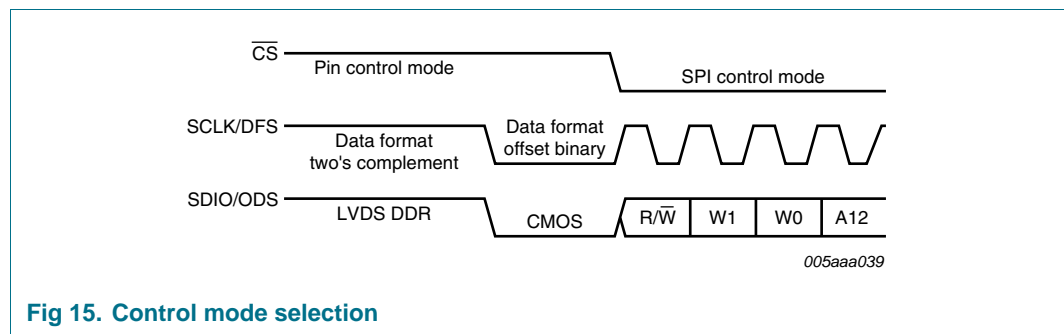 CS
Pin control mode
SPI control mode
SCLK/DFS
Data format
two's complement
Data format
offset binary
SDIO/ODS
LVDS DDR
CMOS
R/W
W1
W0
A12
005aaa039
Fig 15. Control mode selection